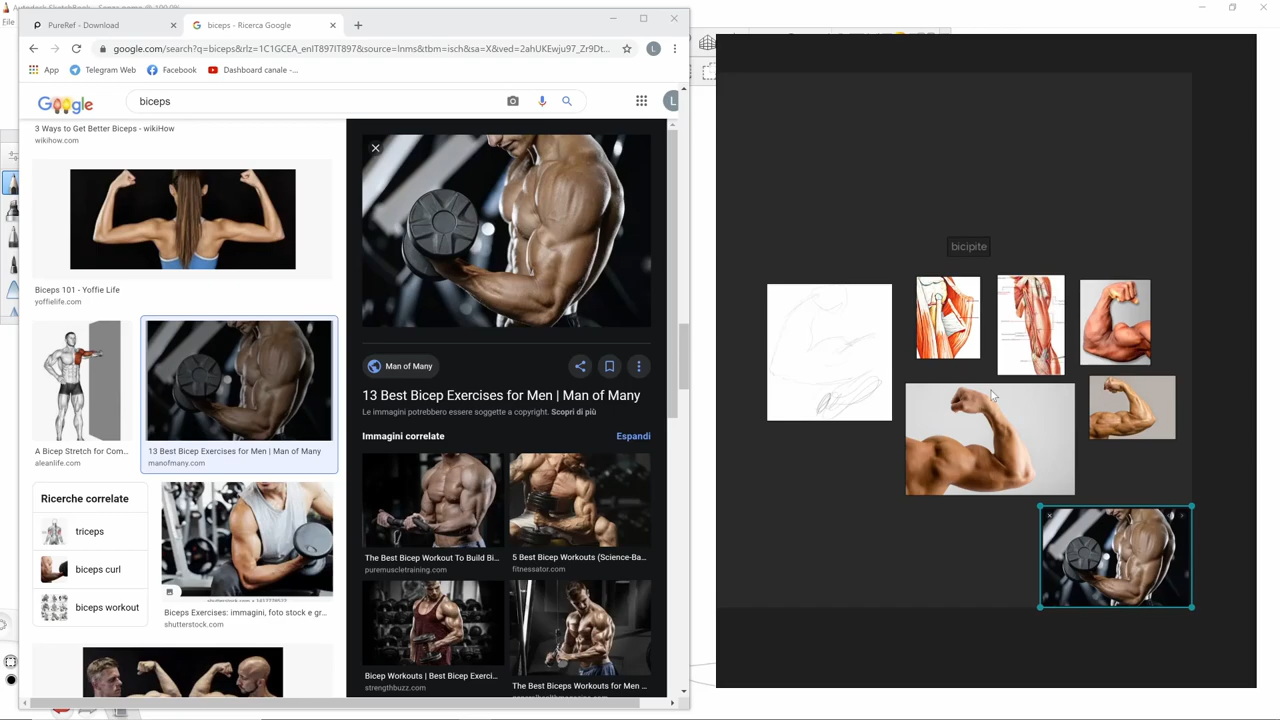 Autodesk SketchBook
File
PureRef - Download
biceps - Ricerca Google
google.com/search?q=biceps&rlz=1C1GCEA_enIT897IT897&source=lnms&tbm=isch&sa=X&ved=2ahUKEwju97_Zr9Dt...
L
App
Telegram Web
Facebook
Dashboard canale -...
Google
biceps
L
3 Ways to Get Better Biceps - wikiHow
wikihow.com
Biceps 101 - Yoffie Life
yoffielife.com
A Bicep Stretch for Com...
aleanlife.com
13 Best Bicep Exercises for Men | Man of Many
manofmany.com
Ricerche correlate
triceps
biceps curl
biceps workout
Biceps Exercises: immagini, foto stock e gr...
shutterstock.com
Man of Many
13 Best Bicep Exercises for Men | Man of Many
Le immagini potrebbero essere soggette a copyright. Scopri di più
Immagini correlate
Espandi
The Best Bicep Workout To Build Bi...
puremuscletraining.com
5 Best Bicep Workouts (Science-Ba...
fitnessator.com
Bicep Workouts | Best Bicep Exerci...
strengthbuzz.com
The Best Biceps Workouts for Men ...
bicipite